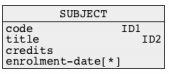 SUBJECT
code ID1
title ID2
credits
enrolment-date[*]